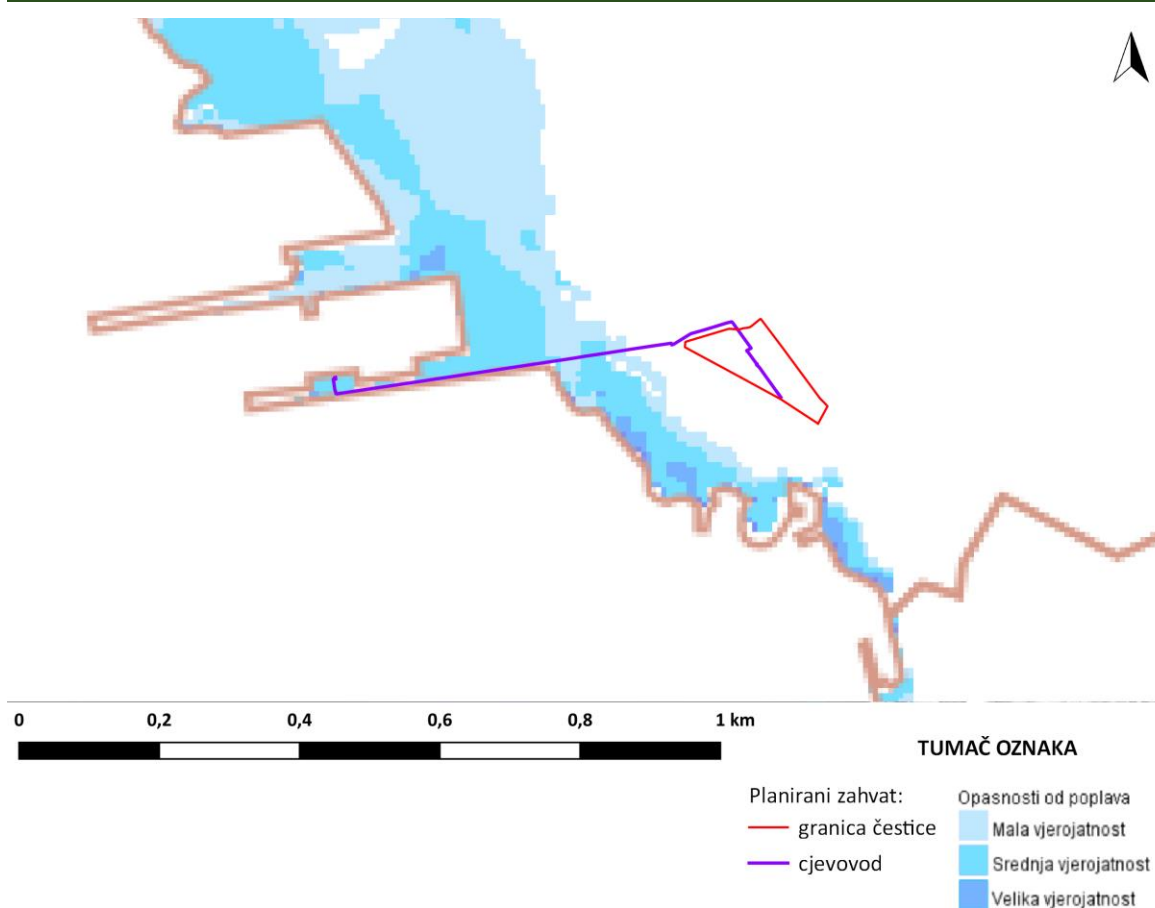 0 0,2 0,4 0,6 0,8 1 km
TUMAČ OZNAKA
Planirani zahvat:
granica čestice
cjevovod
Opasnosti od poplava
Mala vjerojatnost
Srednja vjerojatnost
Velika vjerojatnost